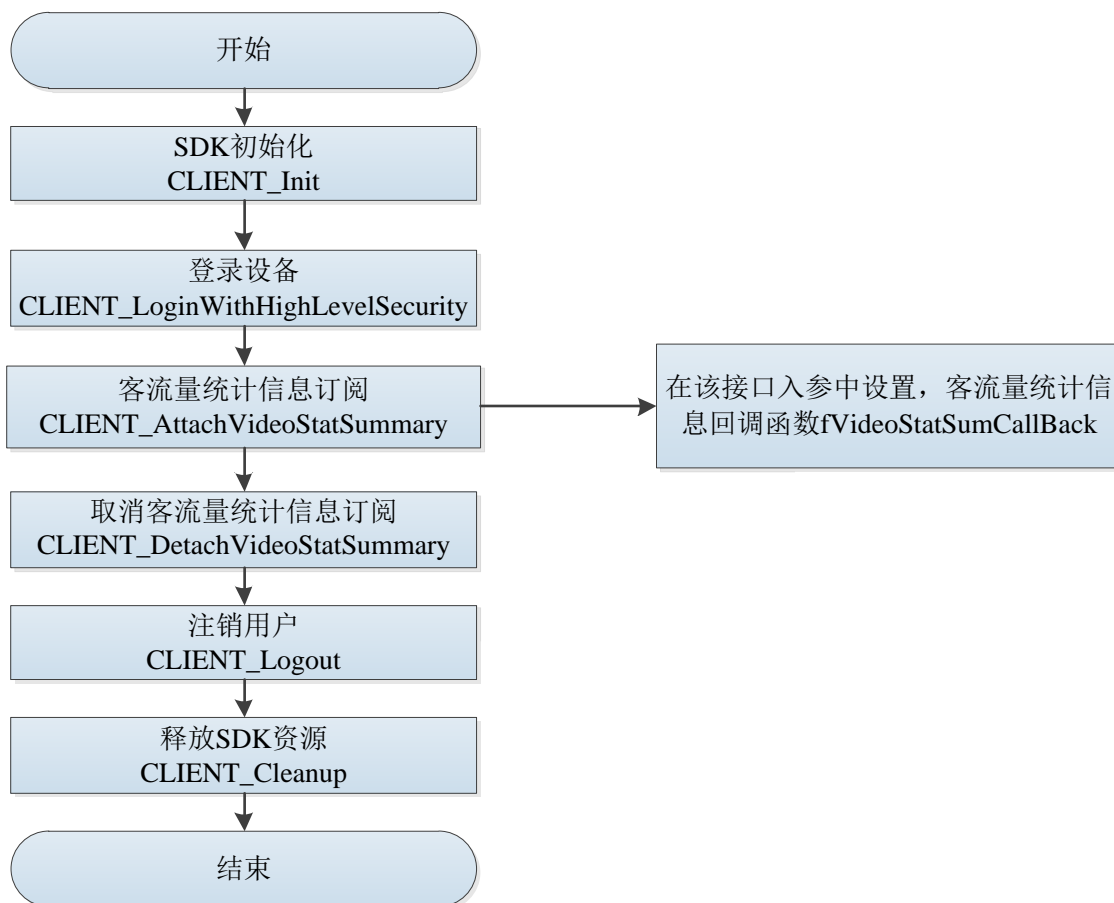 开始
SDK初始化
CLIENT_Init
登录设备
CLIENT_LoginWithHighLevelSecurity
客流量统计信息订阅
CLIENT_AttachVideoStatSummary
在该接口入参中设置，客流量统计信
息回调函数fVideoStatSumCallBack
取消客流量统计信息订阅
CLIENT_DetachVideoStatSummary
注销用户
CLIENT_Logout
释放SDK资源
CLIENT_Cleanup
结束